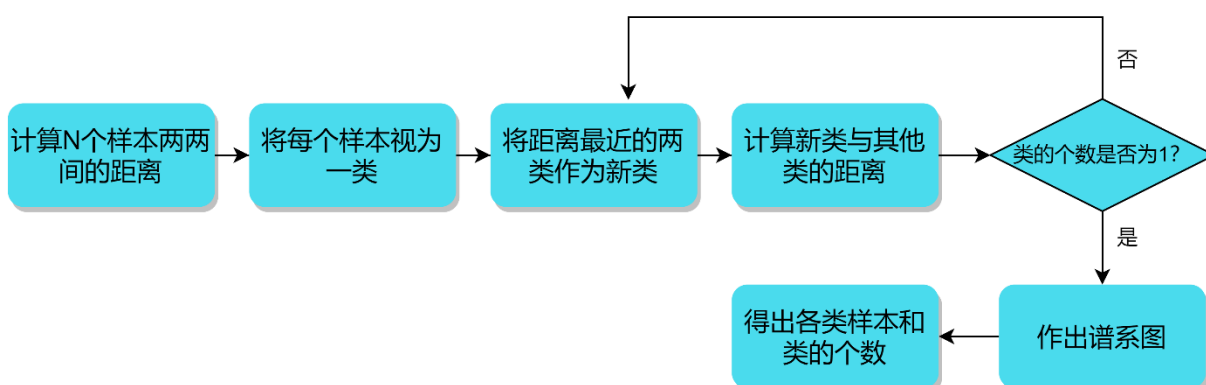 计算N个样本两两
间的距离
将每个样本视为
一类
将距离最近的两
类作为新类
计算新类与其他
类的距离
类的个数是否为1?
否
是
作出谱系图
得出各类样本和
类的个数